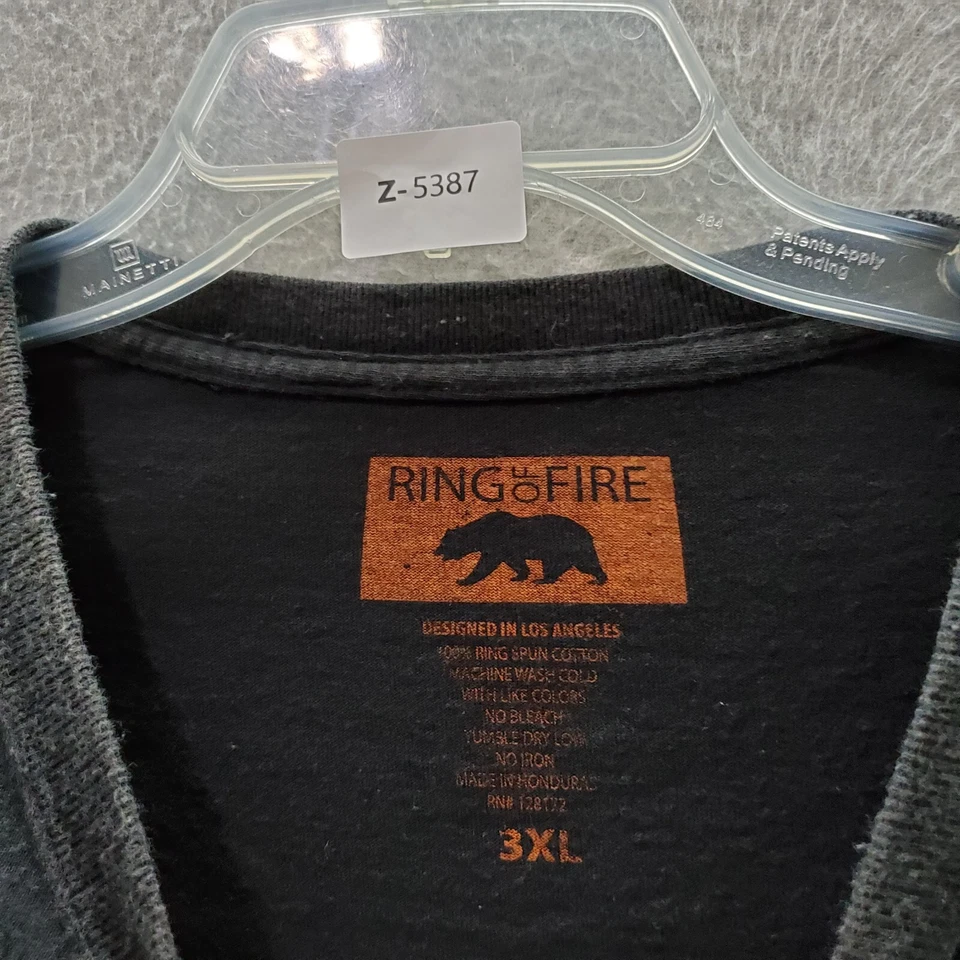 Z-5387
MAINETTI
484
Patents Apply
& Pending
RING OF FIRE
DESIGNED IN LOS ANGELES
100% RING SPUN COTTON
MACHINE WASH COLD
WITH LIKE COLORS
NO BLEACH
TUMBLE DRY LOW
NO IRON
MADE IN HONDURAS
RN# 128172
3XL